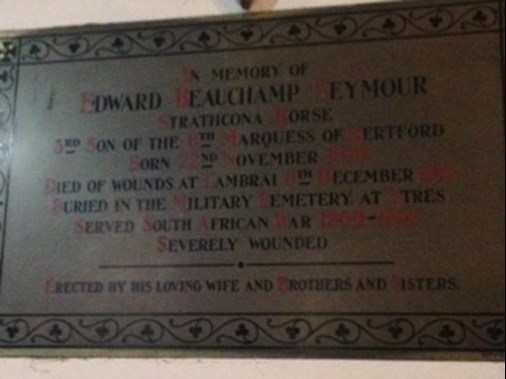 IN MEMORY OF
EDWARD BEAUCHAMP SEYMOUR
STRATHCONA HORSE
3RD SON OF THE 6TH MARQUESS OF HERTFORD
BORN 22ND NOVEMBER
DIED OF WOUNDS AT CAMBRAI 5TH DECEMBER
BURIED IN THE MILITARY CEMETERY AT YTRES
SERVED SOUTH AFRICAN WAR
SEVERELY WOUNDED
ERECTED BY HIS LOVING WIFE AND BROTHERS AND SISTERS.